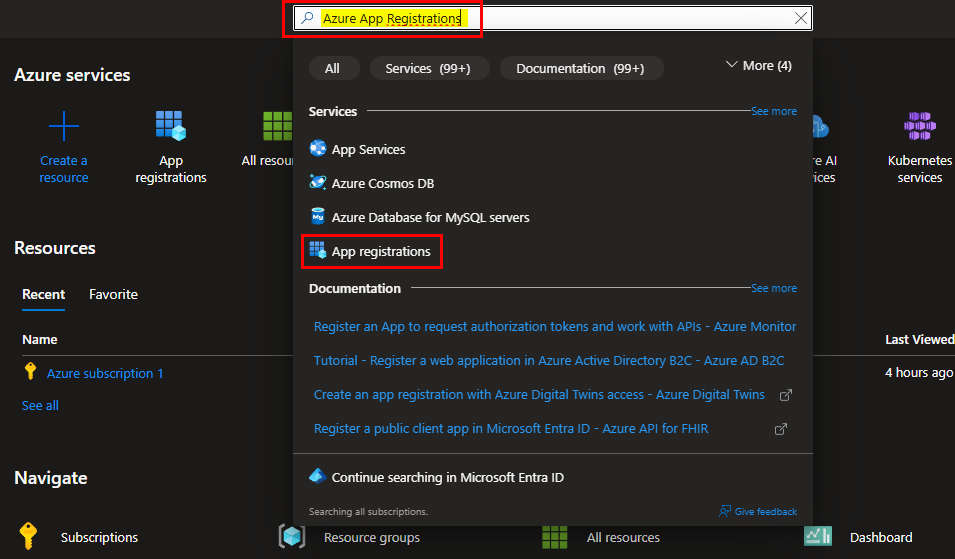 Azure App Registrations
All
Services (99+)
Documentation (99+)
More (4)
Azure services
Create a
resource
App
registrations
All resour
re AI
ices
Kubernetes
services
Services
See more
App Services
Azure Cosmos DB
Azure Database for MySQL servers
App registrations
Documentation
See more
Register an App to request authorization tokens and work with APIs - Azure Monitor
Tutorial - Register a web application in Azure Active Directory B2C - Azure AD B2C
Create an app registration with Azure Digital Twins access - Azure Digital Twins
Register a public client app in Microsoft Entra ID - Azure API for FHIR
Continue searching in Microsoft Entra ID
Searching all subscriptions.
Give feedback
Resources
Recent
Favorite
Name
Last Viewed
Azure subscription 1
4 hours ago
See all
Navigate
Subscriptions
Resource groups
All resources
Dashboard